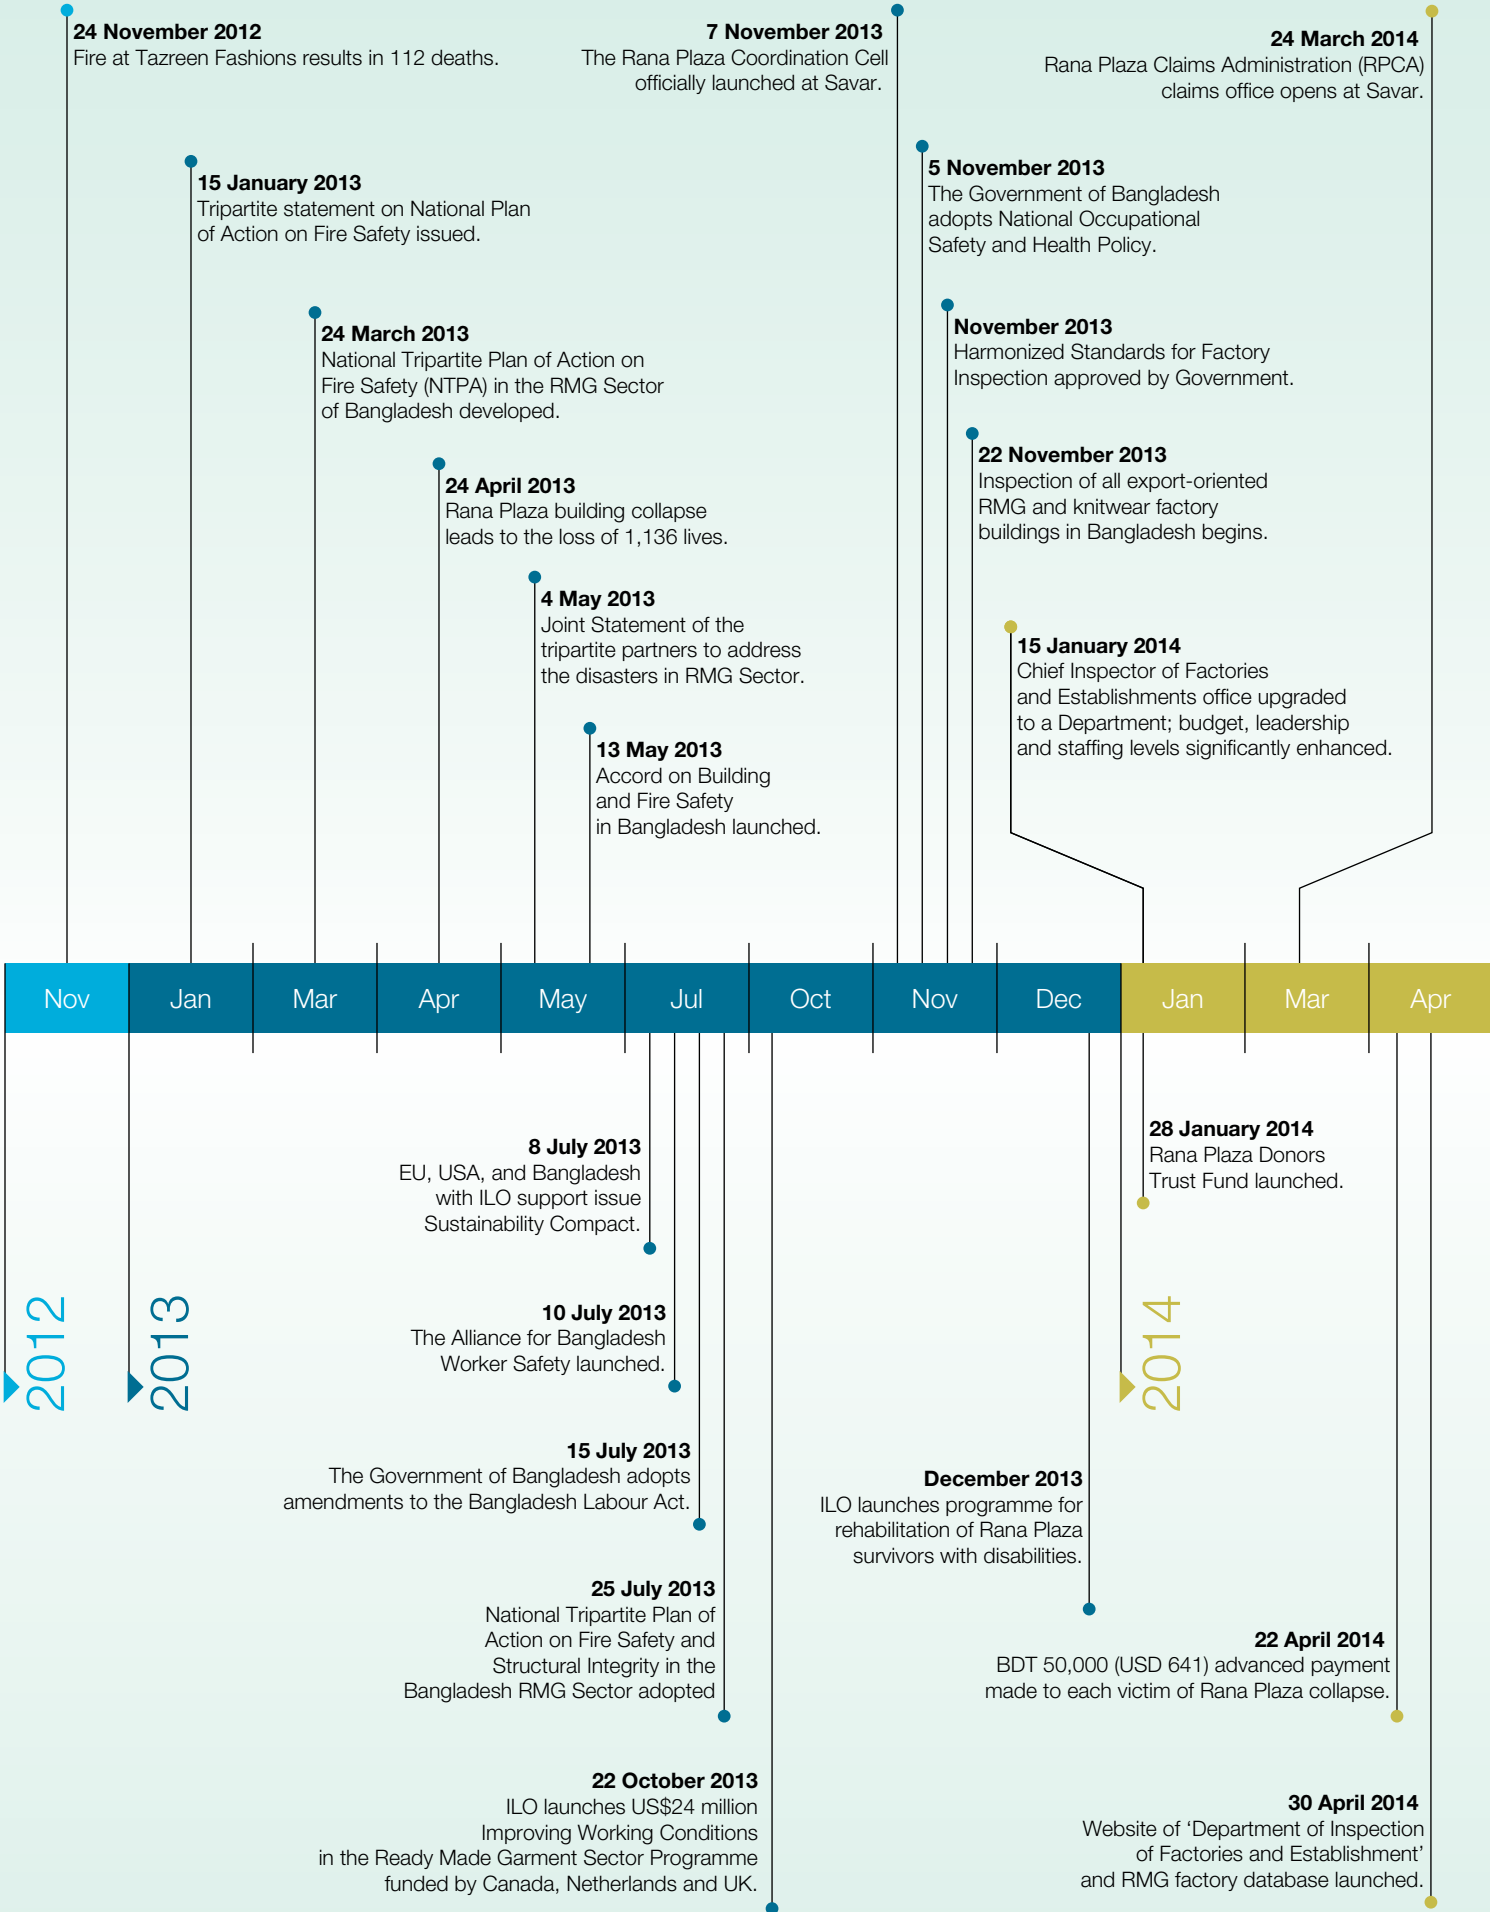 24 November 2012
Fire at Tazreen Fashions results in 112 deaths.
7 November 2013
The Rana Plaza Coordination Cell
officially launched at Savar.
24 March 2014
Rana Plaza Claims Administration (RPCA)
claims office opens at Savar.
15 January 2013
Tripartite statement on National Plan
of Action on Fire Safety issued.
5 November 2013
The Government of Bangladesh
adopts National Occupational
Safety and Health Policy.
24 March 2013
National Tripartite Plan of Action on
Fire Safety (NTPA) in the RMG Sector
of Bangladesh developed.
November 2013
Harmonized Standards for Factory
Inspection approved by Government.
24 April 2013
Rana Plaza building collapse
leads to the loss of 1,136 lives.
22 November 2013
Inspection of all export-oriented
RMG and knitwear factory
buildings in Bangladesh begins.
4 May 2013
Joint Statement of the
tripartite partners to address
the disasters in RMG Sector.
15 January 2014
Chief Inspector of Factories
and Establishments office upgraded
to a Department; budget, leadership
and staffing levels significantly enhanced.
13 May 2013
Accord on Building
and Fire Safety
in Bangladesh launched.
Nov Jan Mar Apr May Jul Oct Nov Dec Jan Mar Apr
8 July 2013
EU, USA, and Bangladesh
with ILO support issue
Sustainability Compact.
28 January 2014
Rana Plaza Donors
Trust Fund launched.
2012
2013
2014
10 July 2013
The Alliance for Bangladesh
Worker Safety launched.
15 July 2013
The Government of Bangladesh adopts
amendments to the Bangladesh Labour Act.
December 2013
ILO launches programme for
rehabilitation of Rana Plaza
survivors with disabilities.
25 July 2013
National Tripartite Plan of
Action on Fire Safety and
Structural Integrity in the
Bangladesh RMG Sector adopted
22 April 2014
BDT 50,000 (USD 641) advanced payment
made to each victim of Rana Plaza collapse.
22 October 2013
ILO launches US$24 million
Improving Working Conditions
in the Ready Made Garment Sector Programme
funded by Canada, Netherlands and UK.
30 April 2014
Website of ‘Department of Inspection
of Factories and Establishment’
and RMG factory database launched.